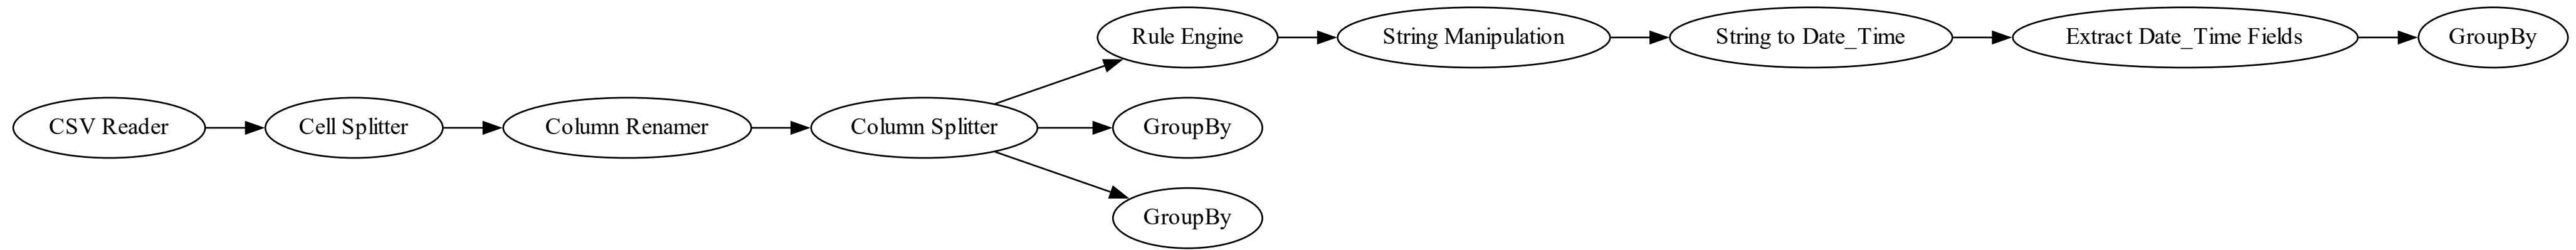 Rule Engine
String Manipulation
String to Date_Time
Extract Date_Time Fields
GroupBy
CSV Reader
Cell Splitter
Column Renamer
Column Splitter
GroupBy
GroupBy